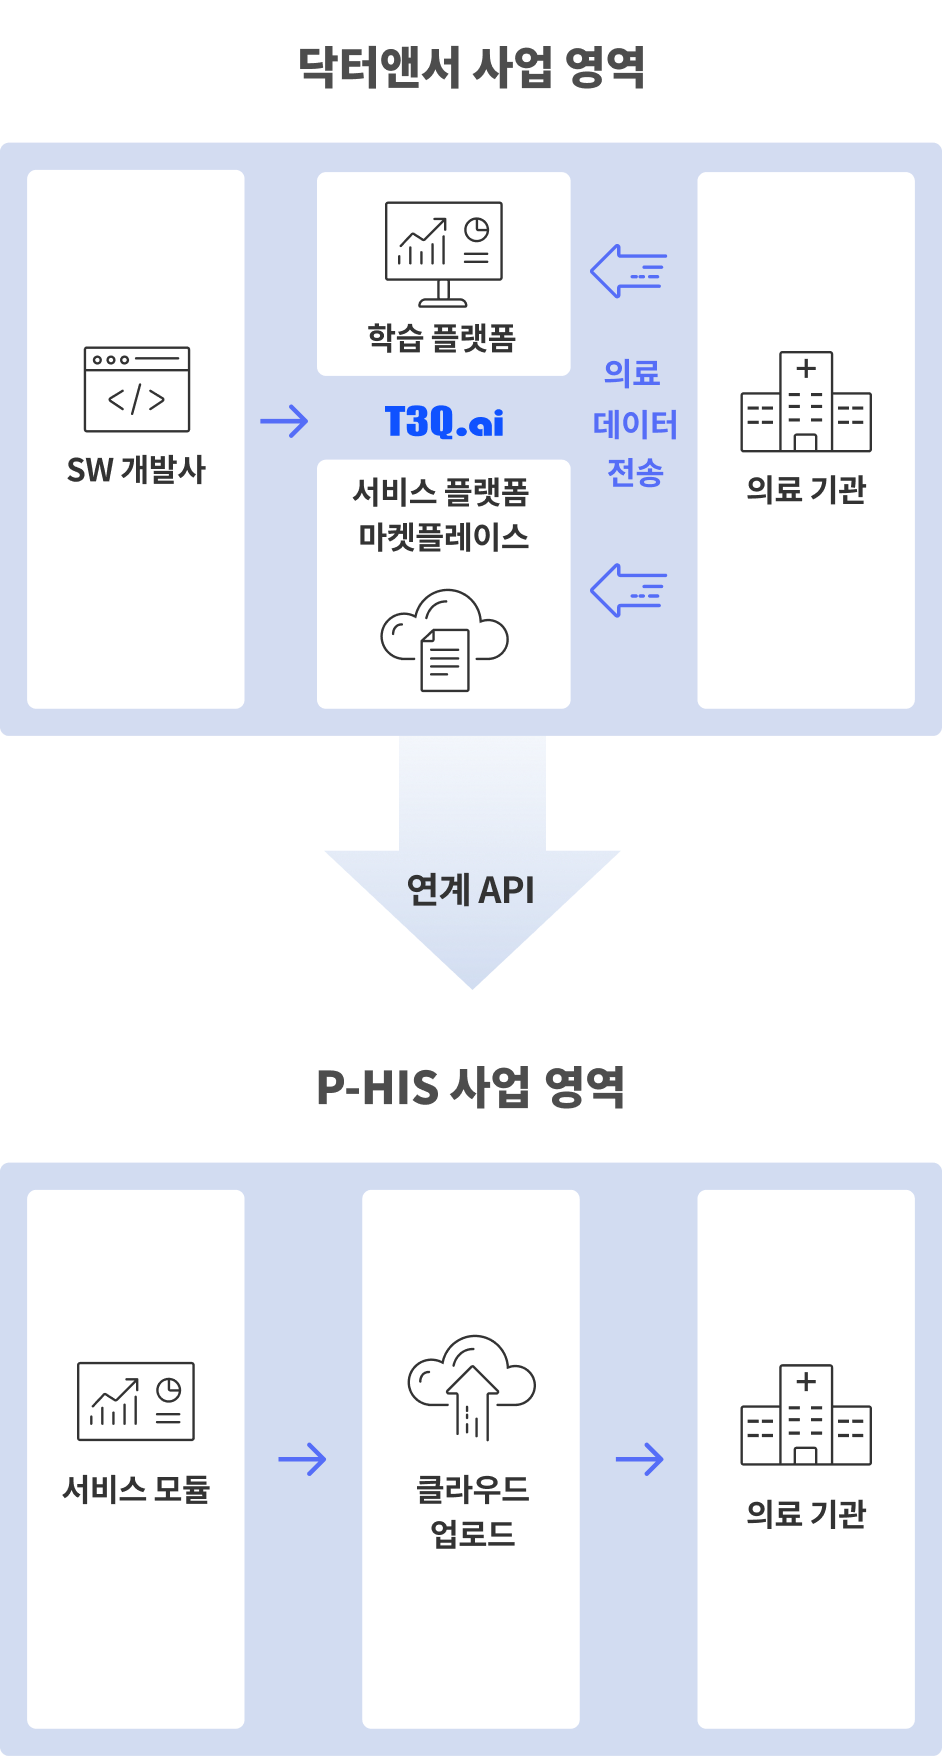 닥터앤서 사업 영역
SW 개발사
학습 플랫폼
T3Q.ai
서비스 플랫폼
마켓플레이스
의료
데이터
전송
의료 기관
연계 API
P-HIS 사업 영역
서비스 모듈
클라우드
업로드
의료 기관